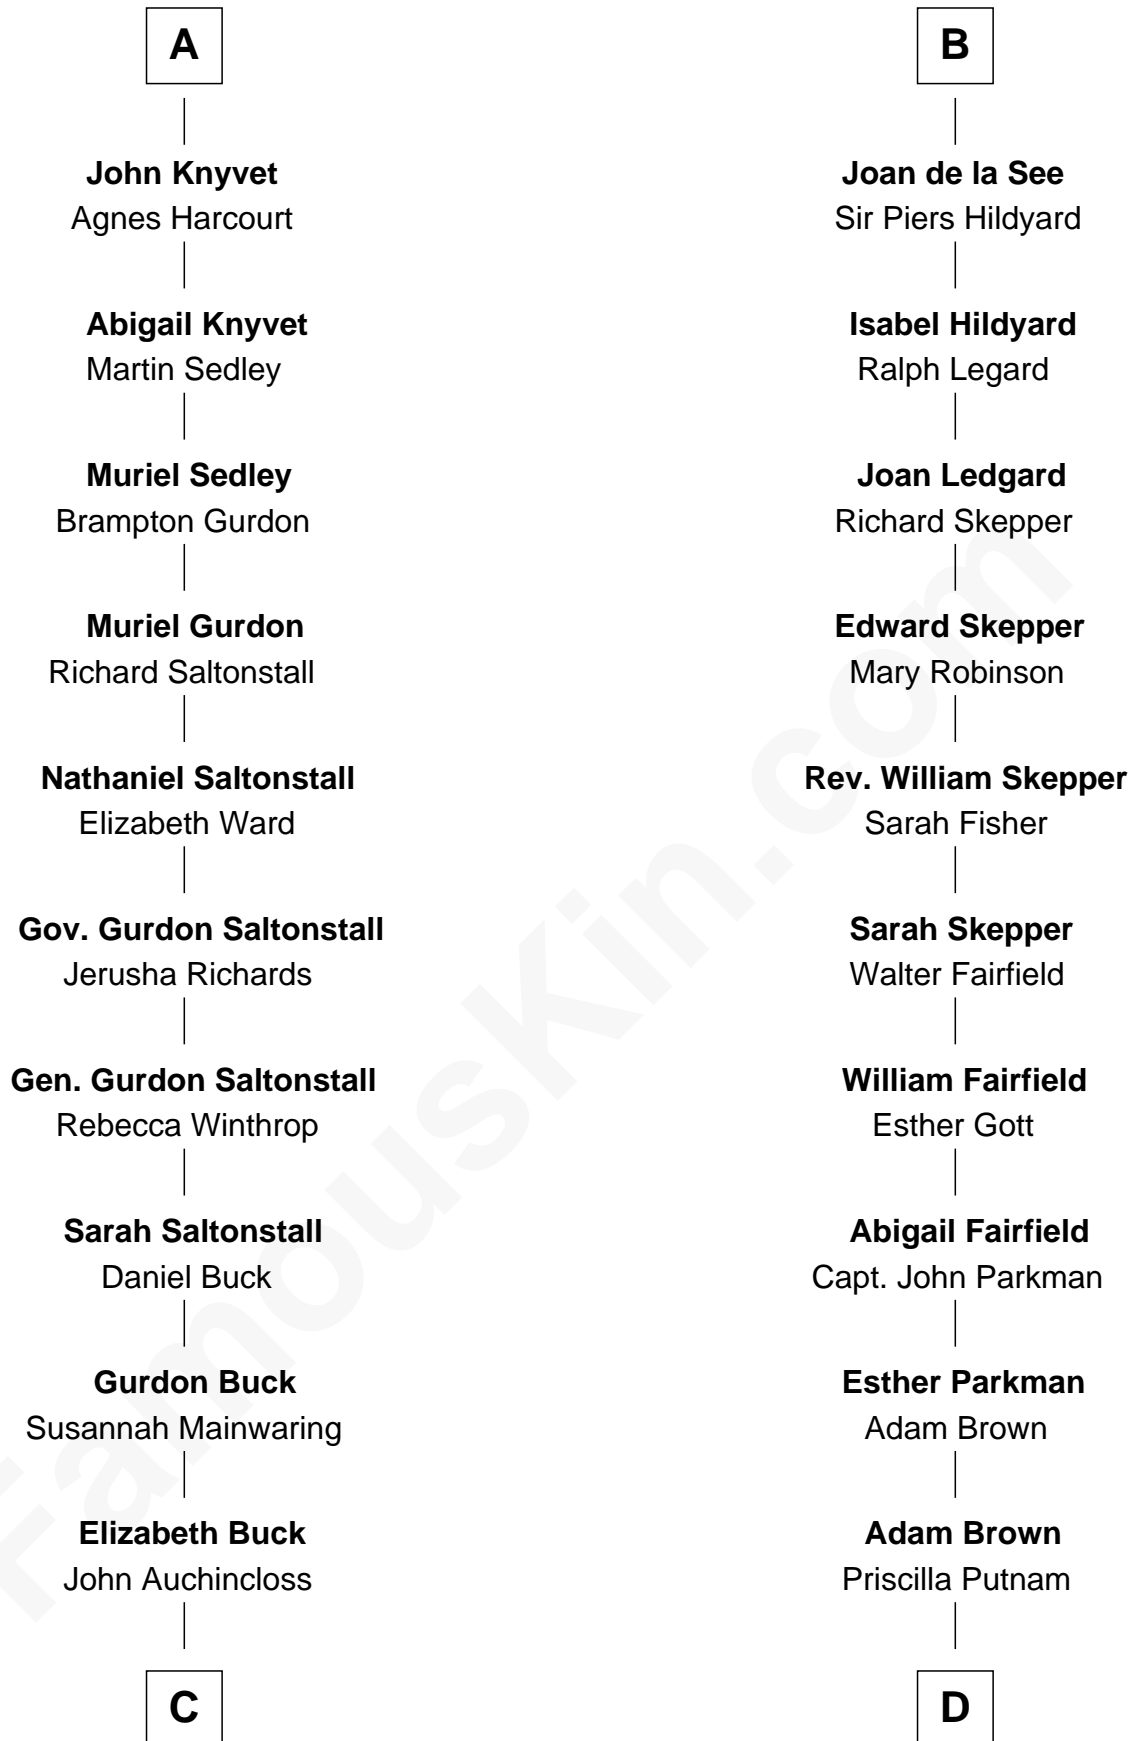 A
John Knyvet
Agnes Harcourt
Abigail Knyvet
Martin Sedley
Muriel Sedley
Brampton Gurdon
Muriel Gurdon
Richard Saltonstall
Nathaniel Saltonstall
Elizabeth Ward
Gov. Gurdon Saltonstall
Jerusha Richards
Gen. Gurdon Saltonstall
Rebecca Winthrop
Sarah Saltonstall
Daniel Buck
Gurdon Buck
Susannah Mainwaring
Elizabeth Buck
John Auchincloss
C
B
Joan de la See
Sir Piers Hildyard
Isabel Hildyard
Ralph Legard
Joan Ledgard
Richard Skepper
Edward Skepper
Mary Robinson
Rev. William Skepper
Sarah Fisher
Sarah Skepper
Walter Fairfield
William Fairfield
Esther Gott
Abigail Fairfield
Capt. John Parkman
Esther Parkman
Adam Brown
Adam Brown
Priscilla Putnam
D
FamousKin.com